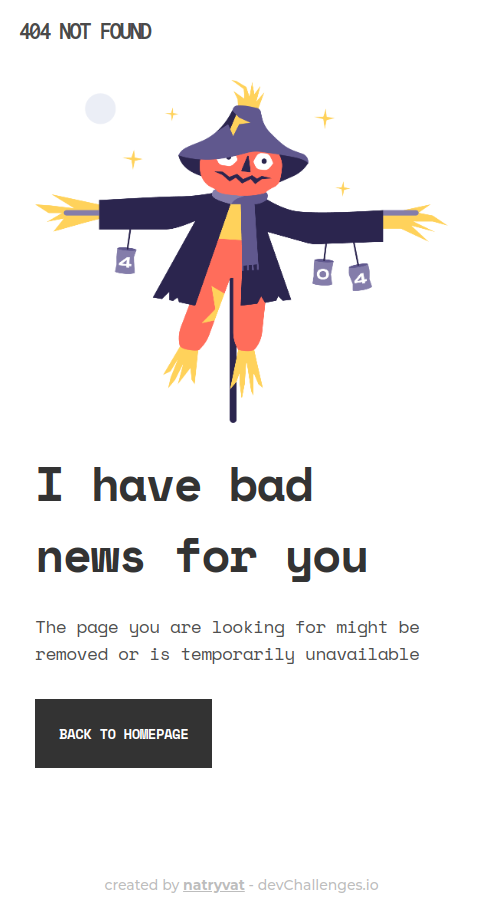 404 NOT FOUND
4
0
4
I have bad
news for you
The page you are looking for might be
removed or is temporarily unavailable
BACK TO HOMEPAGE
created by natryvat - devChallenges.io